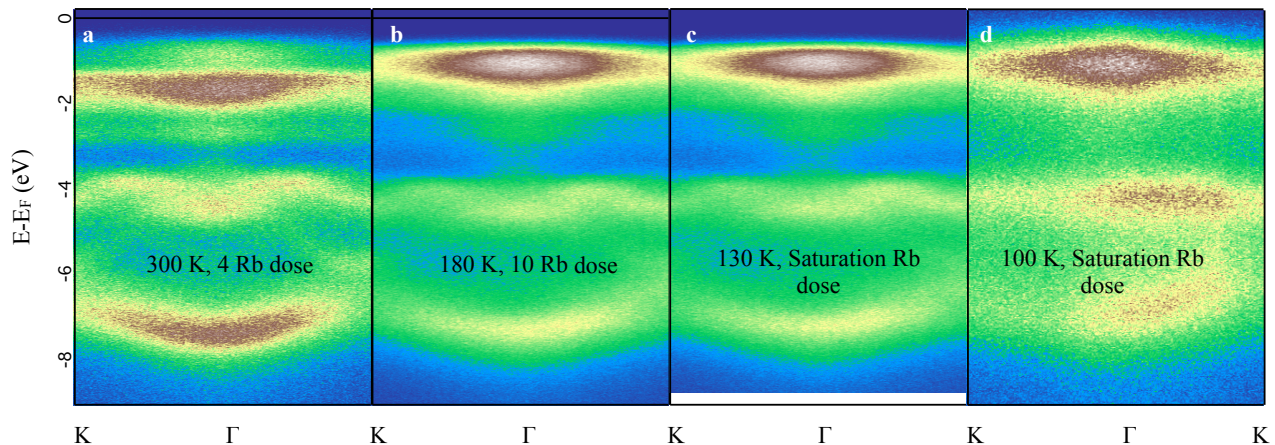 a
b
c
d
0
-2
-4
-6
-8
E-EF (eV)
300 K, 4 Rb dose
180 K, 10 Rb dose
130 K, Saturation Rb
dose
100 K, Saturation Rb
dose
K Γ K Γ K Γ K Γ K